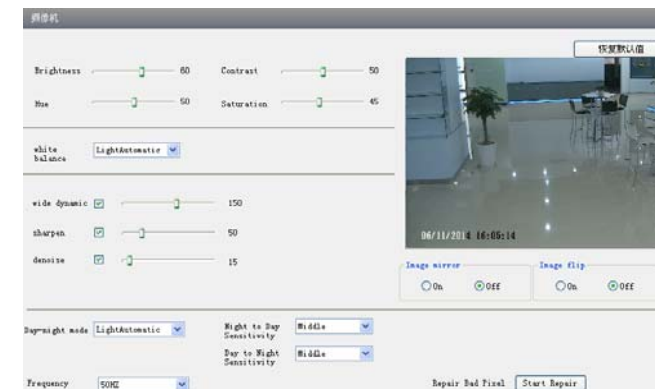 摄像机
恢复默认值
Brightness 60 Contrast 50
Hue 50 Saturation 45
white balance LightAutomatic
wide dynamic 150
sharpen 50
denoise 15
06/11/2014 16:05:14
Image mirror Image flip
On Off On Off
Day-night mode LightAutomatic Night to Day Sensitivity Middle
Day to Night Sensitivity Middle
Frequency 50HZ Repair Bad Pixel Start Repair